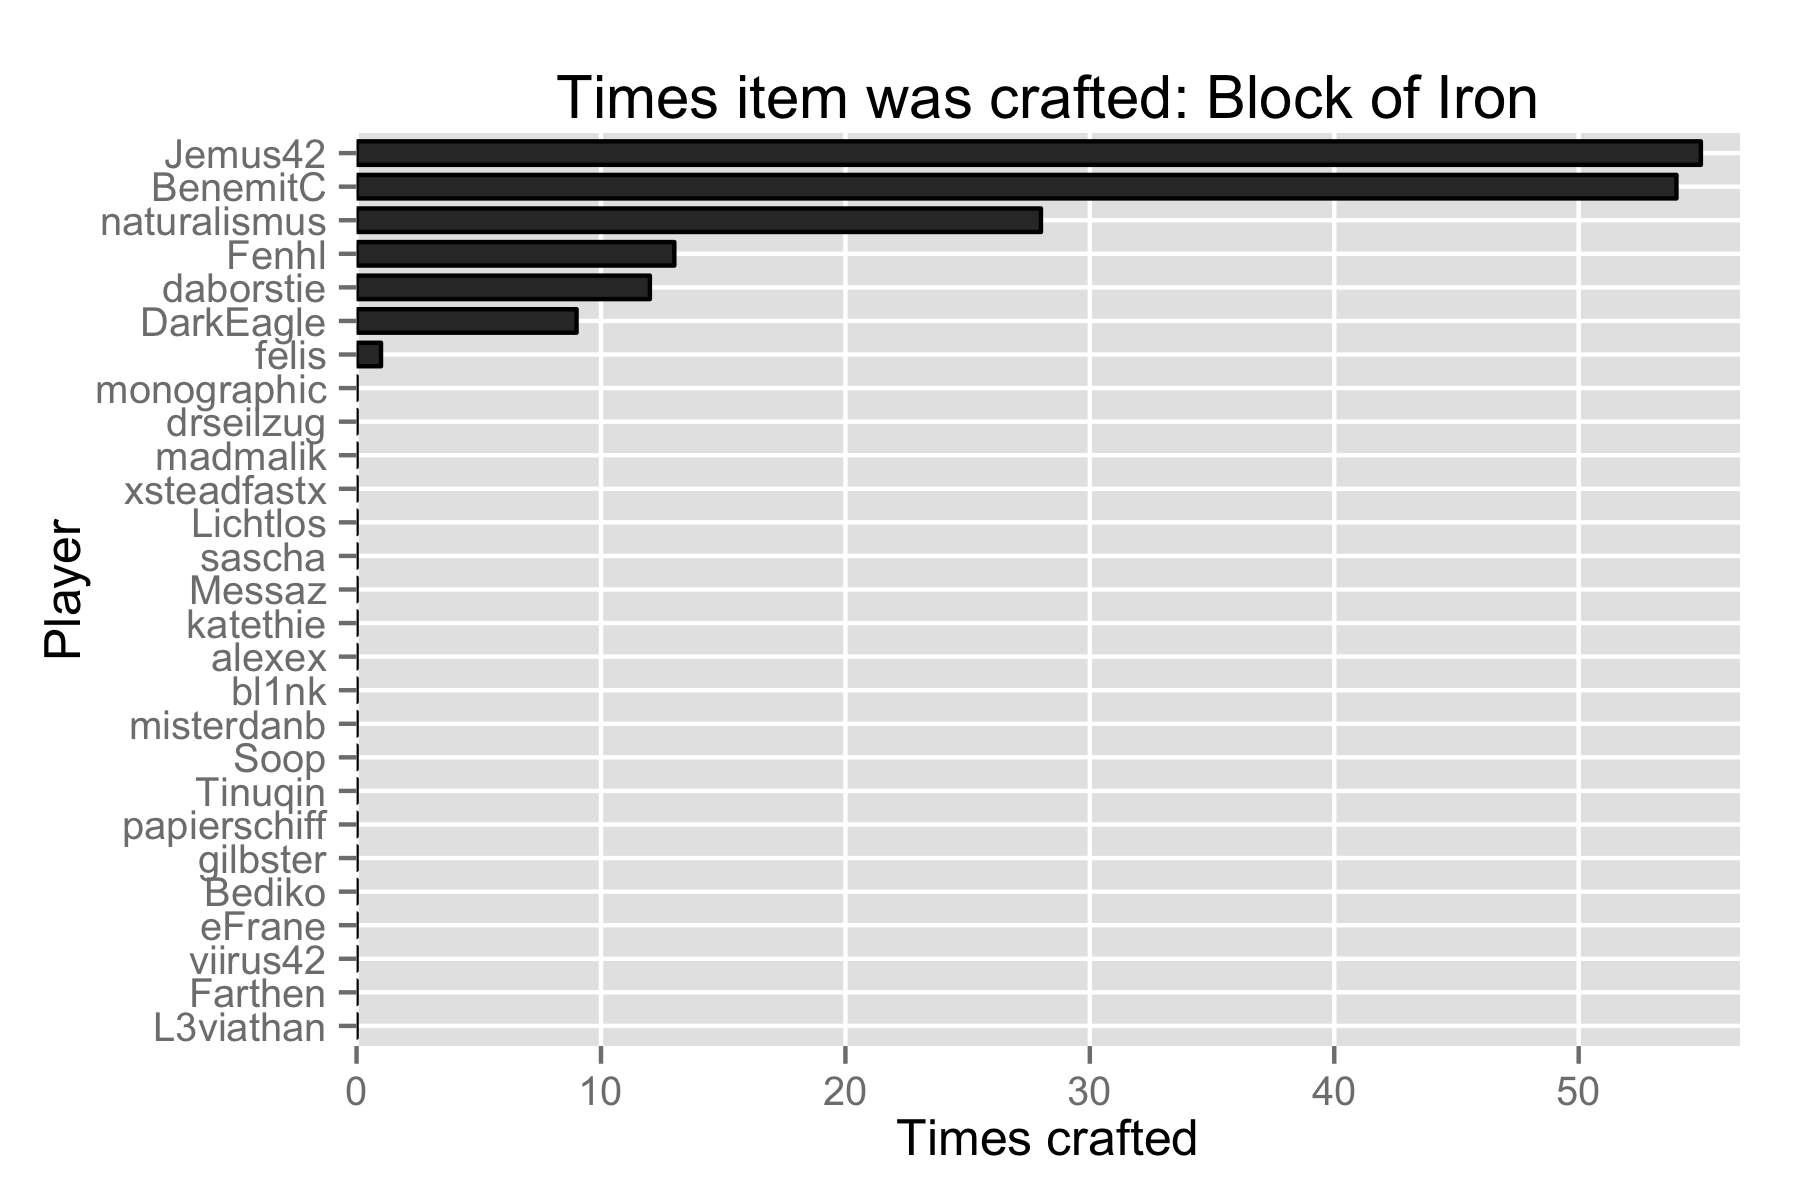 Times item was crafted: Block of Iron
Jemus42
BenemitC
naturalismus
Fenhl
daborstie
DarkEagle
felis
monographic
drseilzug
madmalik
xsteadfastx
Lichtlos
sascha
Messaz
katethie
alexex
bl1nk
misterdanb
Soop
Tinuqin
papierschiff
gilbster
Bediko
eFrane
viirus42
Farthen
L3viathan
Player
0 10 20 30 40 50
Times crafted